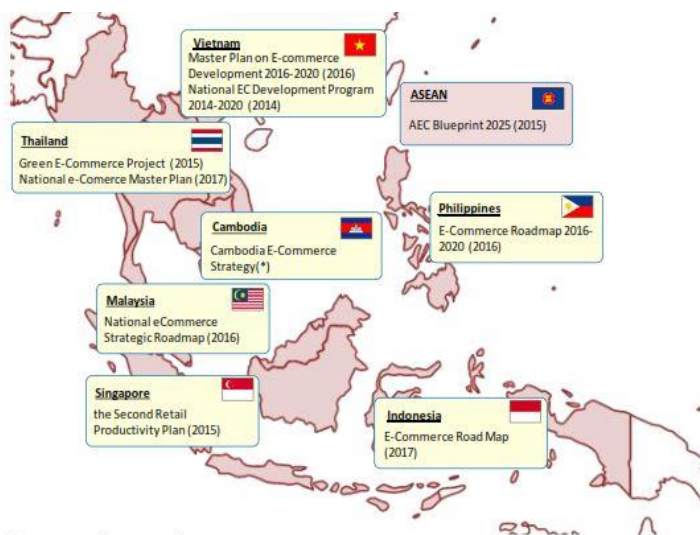 Vietnam
Master Plan on E-commerce
Development 2016-2020 (2016)
National EC Development Program
2014-2020 (2014)
ASEAN
AEC Blueprint 2025 (2015)
Thailand
Green E-Commerce Project (2015)
National e-Comerce Master Plan (2017)
Philippines
E-Commerce Roadmap 2016-
2020 (2016)
Cambodia
Cambodia E-Commerce
Strategy(*)
Malaysia
National eCommerce
Strategic Roadmap (2016)
Singapore
the Second Retail
Productivity Plan (2015)
Indonesia
E-Commerce Road Map
(2017)